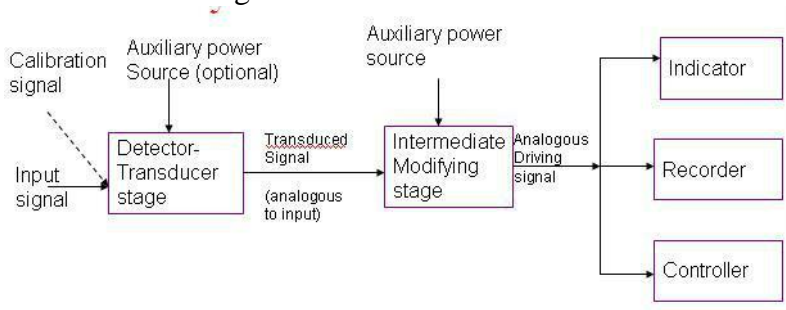 Calibration
signal
Auxiliary power
Source (optional)
Auxiliary power
source
Input
signal
Detector-
Transducer
stage
Transduced
Signal
(analogous
to input)
Intermediate
Modifying
stage
Analogous
Driving
signal
Indicator
Recorder
Controller